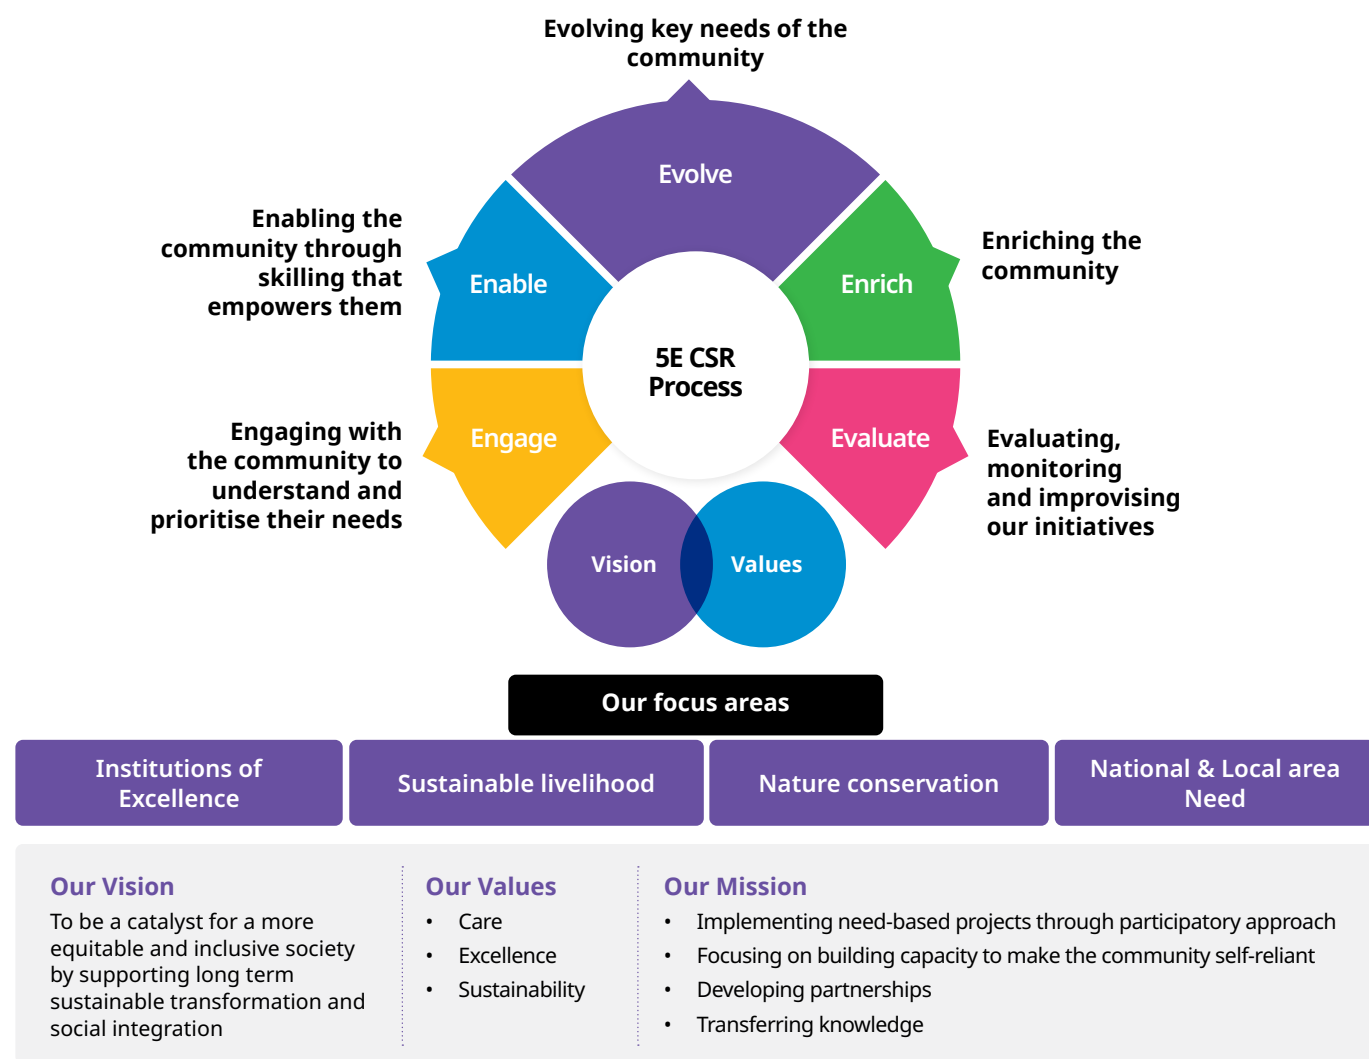 Evolving key needs of the
community
Evolve
Enabling the
community through
skilling that
empowers them
Enable
Enrich
Enriching the
community
5E CSR
Process
Engaging with
the community to
understand and
prioritise their needs
Engage
Evaluate
Evaluating,
monitoring
and improvising
our initiatives
Vision
Values
Our focus areas
Institutions of
Excellence
Sustainable livelihood
Nature conservation
National & Local area
Need
Our Vision
To be a catalyst for a more
equitable and inclusive society
by supporting long term
sustainable transformation and
social integration
Our Values
• Care
• Excellence
• Sustainability
Our Mission
• Implementing need-based projects through participatory approach
• Focusing on building capacity to make the community self-reliant
• Developing partnerships
• Transferring knowledge